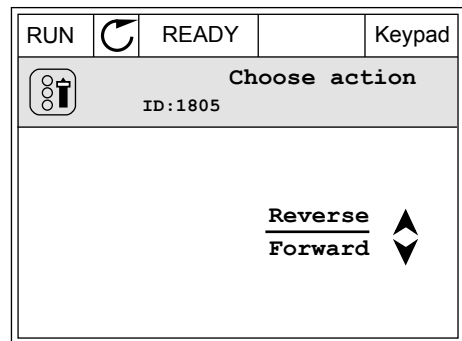 RUN READY Keypad
Choose action
ID:1805
Reverse
Forward